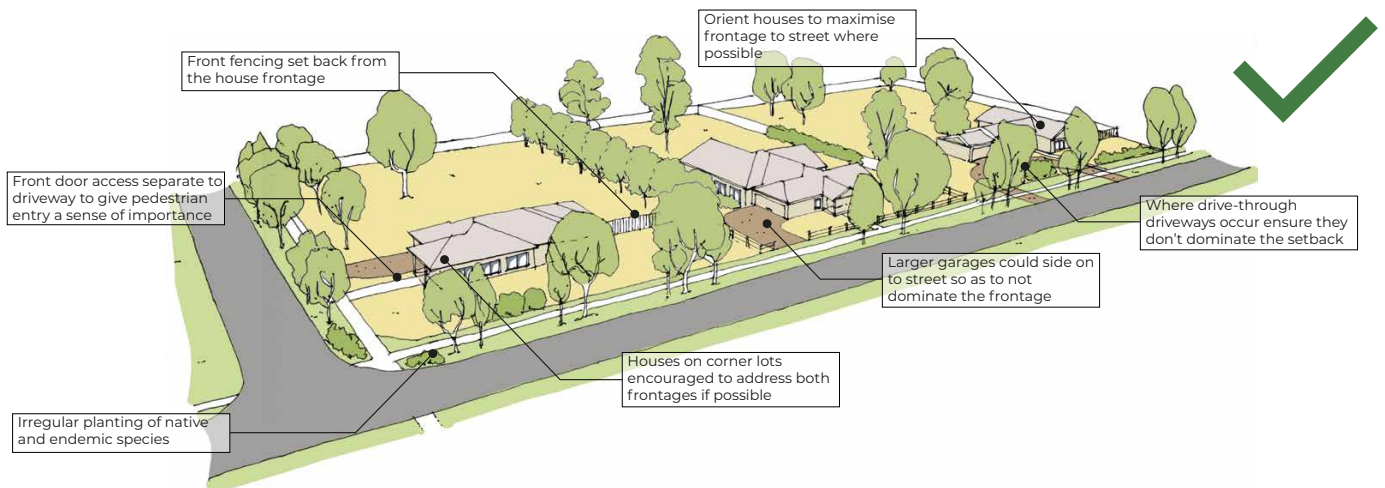 Orient houses to maximise
frontage to street where
possible
Front fencing set back from
the house frontage
Front door access separate to
driveway to give pedestrian
entry a sense of importance
Where drive-through
driveways occur ensure they
don't dominate the setback
Larger garages could side on
to street so as to not
dominate the frontage
Houses on corner lots
encouraged to address both
frontages if possible
Irregular planting of native
and endemic species